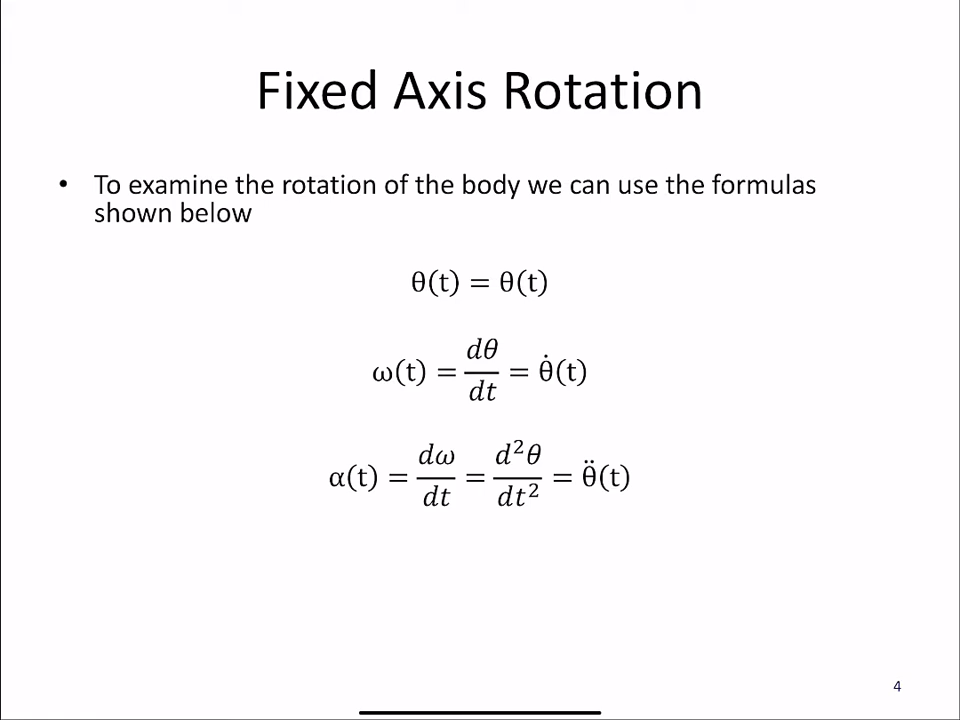 Fixed Axis Rotation
• To examine the rotation of the body we can use the formulas
shown below
θ(t) = θ(t)
ω(t) = dθ/dt = θ̇(t)
α(t) = dω/dt = d²θ/dt² = θ̈(t)
4